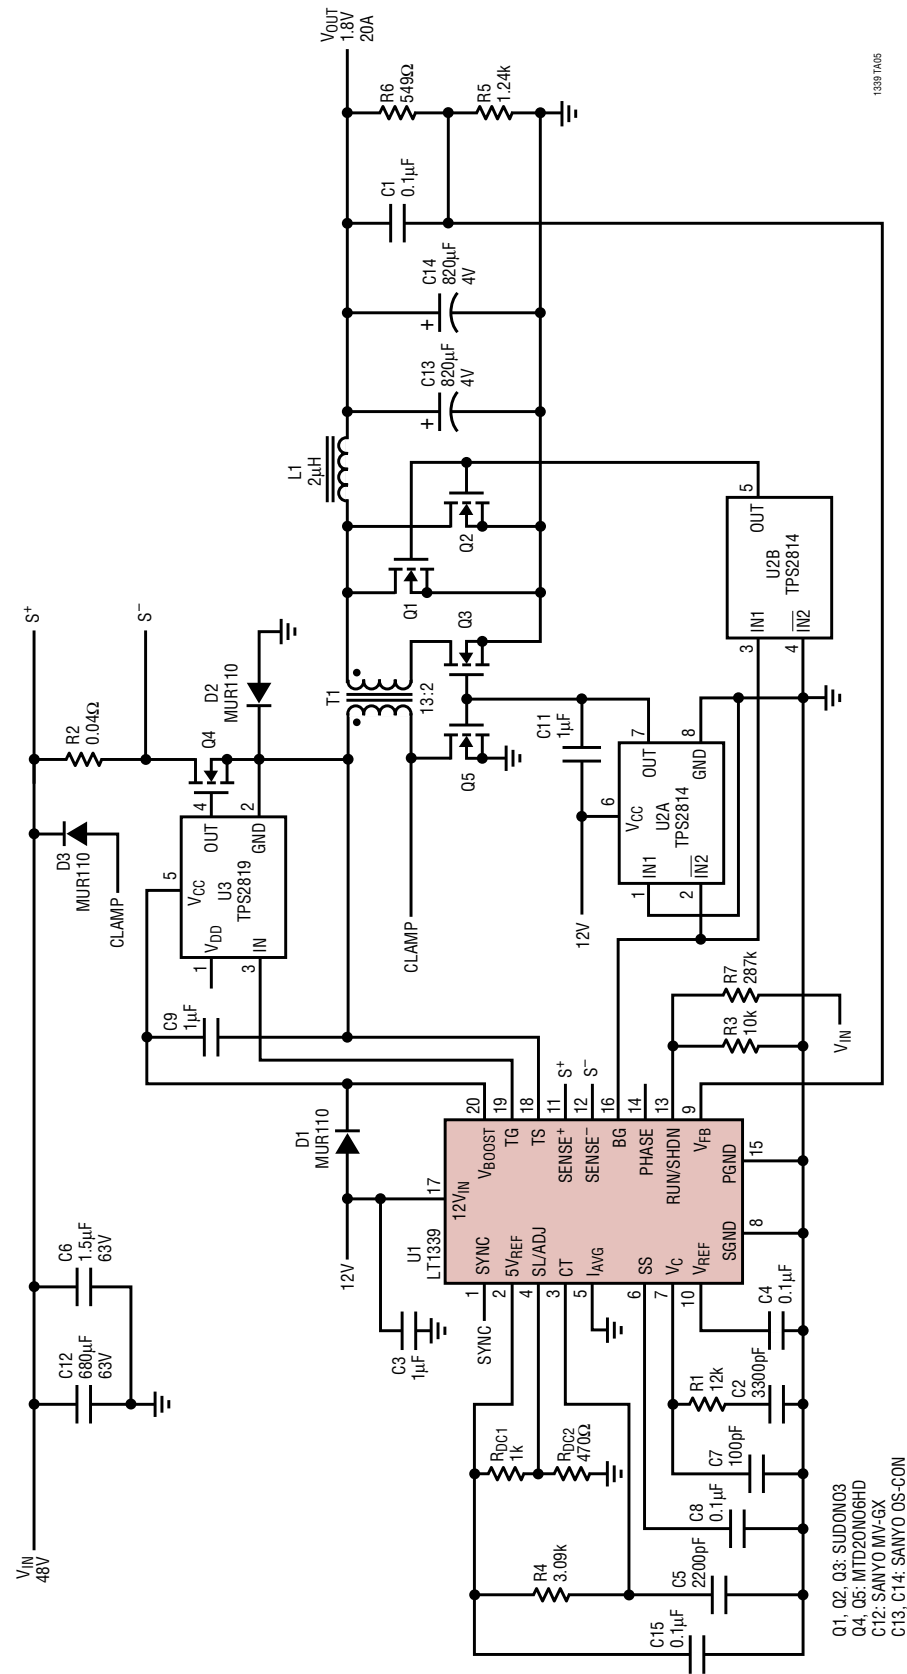 VIN
48V
C12
680µF
63V
C6
1.5µF
63V
12V
D1
MUR110
C3
1µF
C9
1µF
D3
MUR110
CLAMP
R2
0.04Ω
S+
S−
5
VCC
U3
TPS2819
1
VDD
OUT
4
3
IN
GND
2
Q4
D2
MUR110
T1
13:2
CLAMP
Q5
Q3
Q1
Q2
L1
2µH
C13
820µF
4V
+
C14
820µF
4V
+
C1
0.1µF
R6
549Ω
R5
1.24k
VOUT
1.8V
20A
C11
1µF
12V
6
VCC
U2A
TPS2814
1
IN1
2
IN2
OUT
7
GND
8
U2B
TPS2814
3
IN1
4
IN2
OUT
5
U1
LT1339
17
12VIN
1
SYNC
SYNC
2
5VREF
4
SL/ADJ
3
CT
5
IAVG
6
SS
7
VC
10
VREF
VBOOST
20
TG
19
TS
18
SENSE+
11
S+
SENSE−
12
S−
BG
16
PHASE
14
RUN/SHDN
13
VFB
9
SGND
8
PGND
15
R3
10k
R7
287k
VIN
RDC1
1k
RDC2
470Ω
R4
3.09k
C15
0.1µF
C5
2200pF
C8
0.1µF
C7
100pF
R1
12k
C2
3300pF
C4
0.1µF
Q1, Q2, Q3: SUDONO3
Q4, Q5: MTD20NO6HD
C12: SANYO MV-GX
C13, C14: SANYO OS-CON
1339 TA05